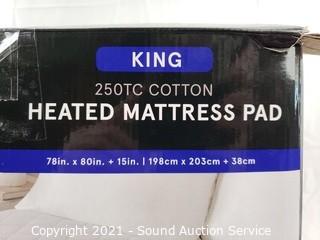 KING
250TC COTTON
HEATED MATTRESS PAD
78in. x 80in. + 15in. | 198cm x 203cm + 38cm
Copyright 2021 - Sound Auction Service